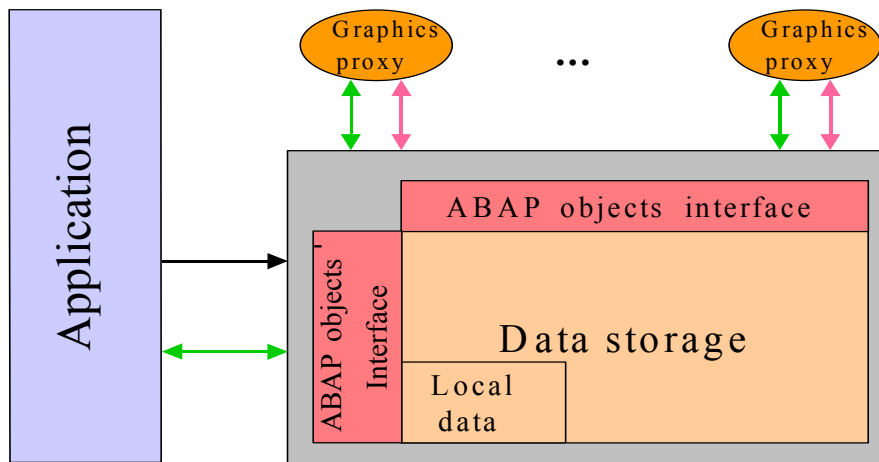 Graphics
proxy
...
Graphics
proxy
Application
ABAP objects interface
ABAP objects
Interface
Data storage
Local
data